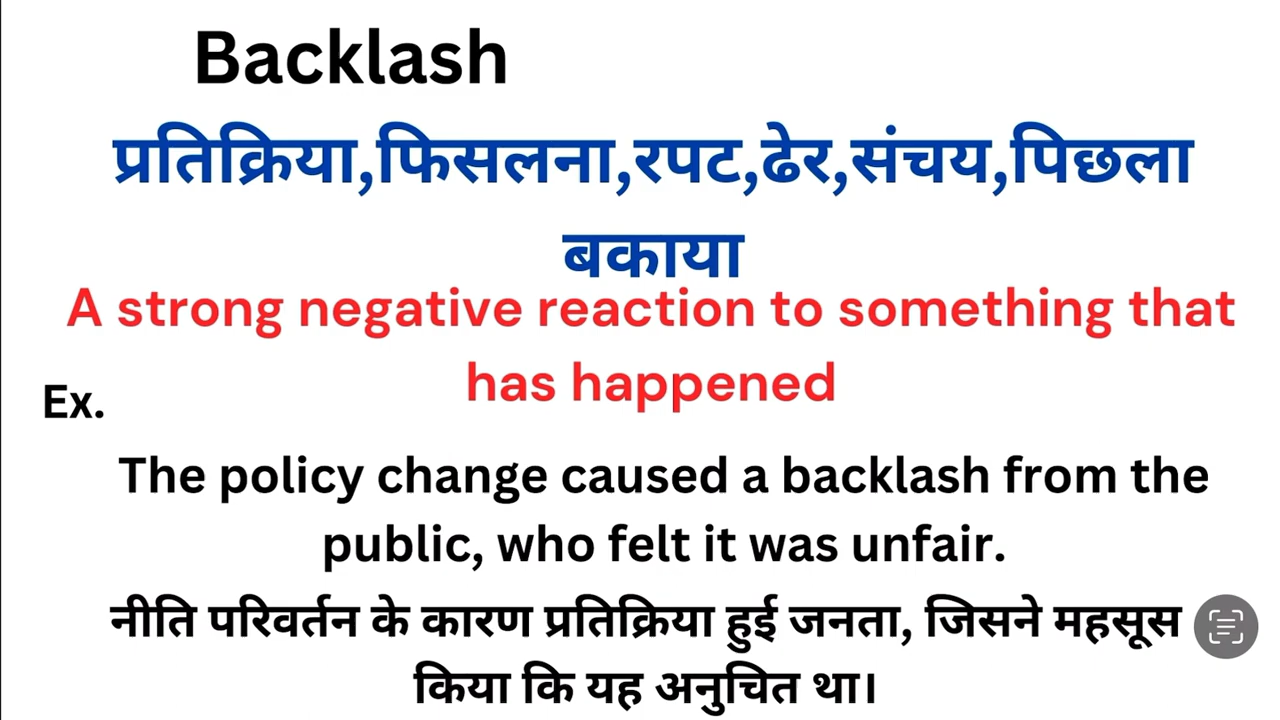 Backlash
प्रतिक्रिया,फिसलना,रपट,ढेर,संचय,पिछला
बकाया
A strong negative reaction to something that
has happened
Ex.
The policy change caused a backlash from the
public, who felt it was unfair.
नीति परिवर्तन के कारण प्रतिक्रिया हुई जनता, जिसने महसूस
किया कि यह अनुचित था।